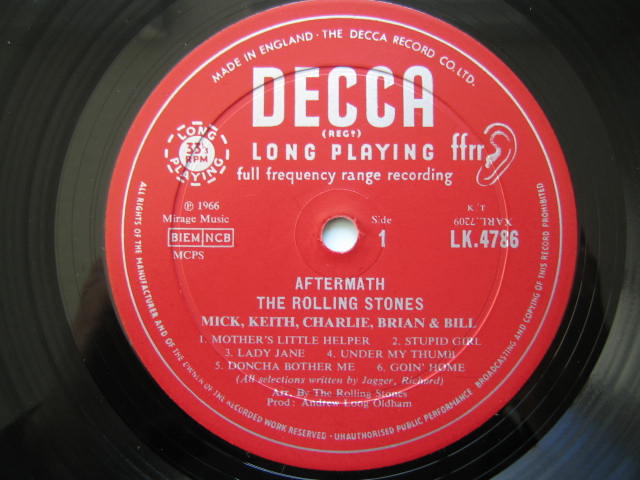 MADE IN ENGLAND · THE DECCA RECORD CO. LTD.
DECCA
(REGD)
LONG PLAYING
ffrr
full frequency range recording
LONG
33⅓
RPM
PLAYING
℗ 1966
Mirage Music
BIEM NCB
MCPS
Side
1
T. K
XARL.7209
LK.4786
AFTERMATH
THE ROLLING STONES
MICK, KEITH, CHARLIE, BRIAN & BILL
1. MOTHER'S LITTLE HELPER 2. STUPID GIRL
3. LADY JANE 4. UNDER MY THUMB
5. DONCHA BOTHER ME 6. GOIN' HOME
(All selections written by Jagger, Richard)
Arr. By The Rolling Stones
Prod: Andrew Loog Oldham
ALL RIGHTS OF THE MANUFACTURER AND OF THE OWNER OF THE RECORDED WORK RESERVED · UNAUTHORISED PUBLIC PERFORMANCE, BROADCASTING AND COPYING OF THIS RECORD PROHIBITED